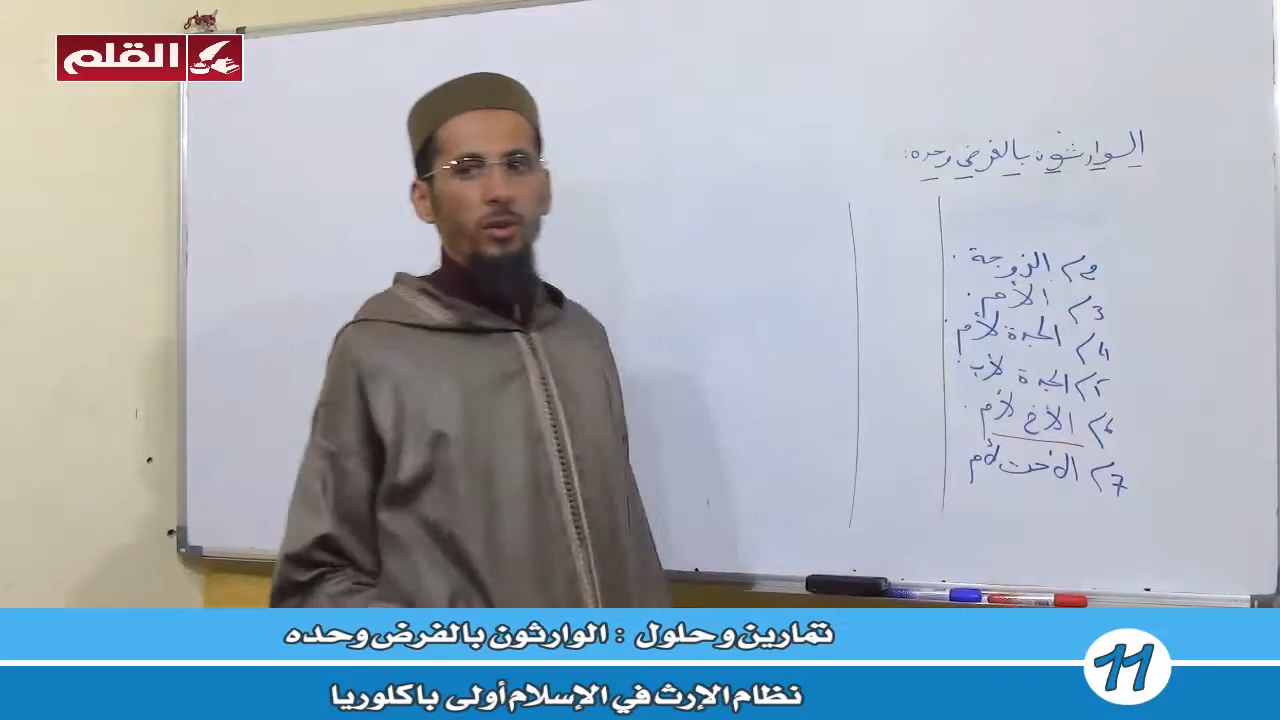 القلم
الوارثون بالفرض وحده:
2) الزوجة.
3) الأم.
4) الجدة لأم.
5) الجدة لأب.
6) الأخ لأم.
7) الأخت لأم
تمارين وحلول : الوارثون بالفرض وحده
نظام الإرث في الإسلام أولى باكلوريا
11